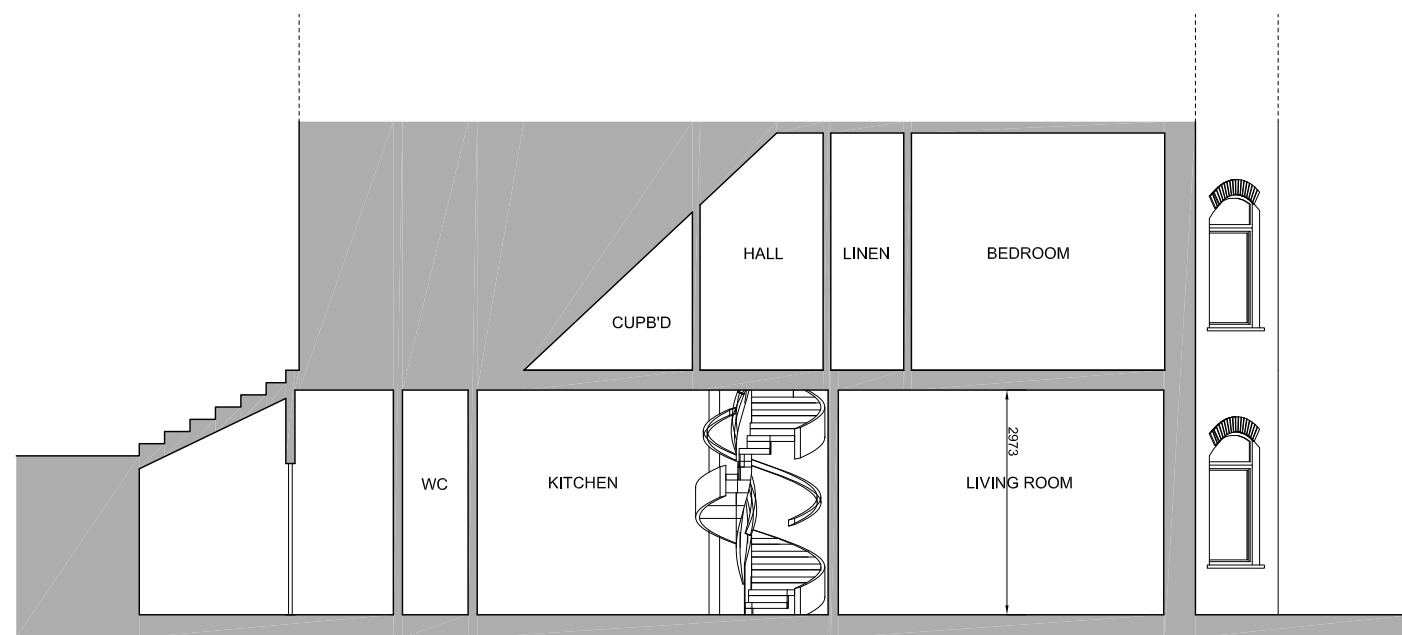 HALL
LINEN
BEDROOM
CUPB'D
2973
WC
KITCHEN
LIVING ROOM